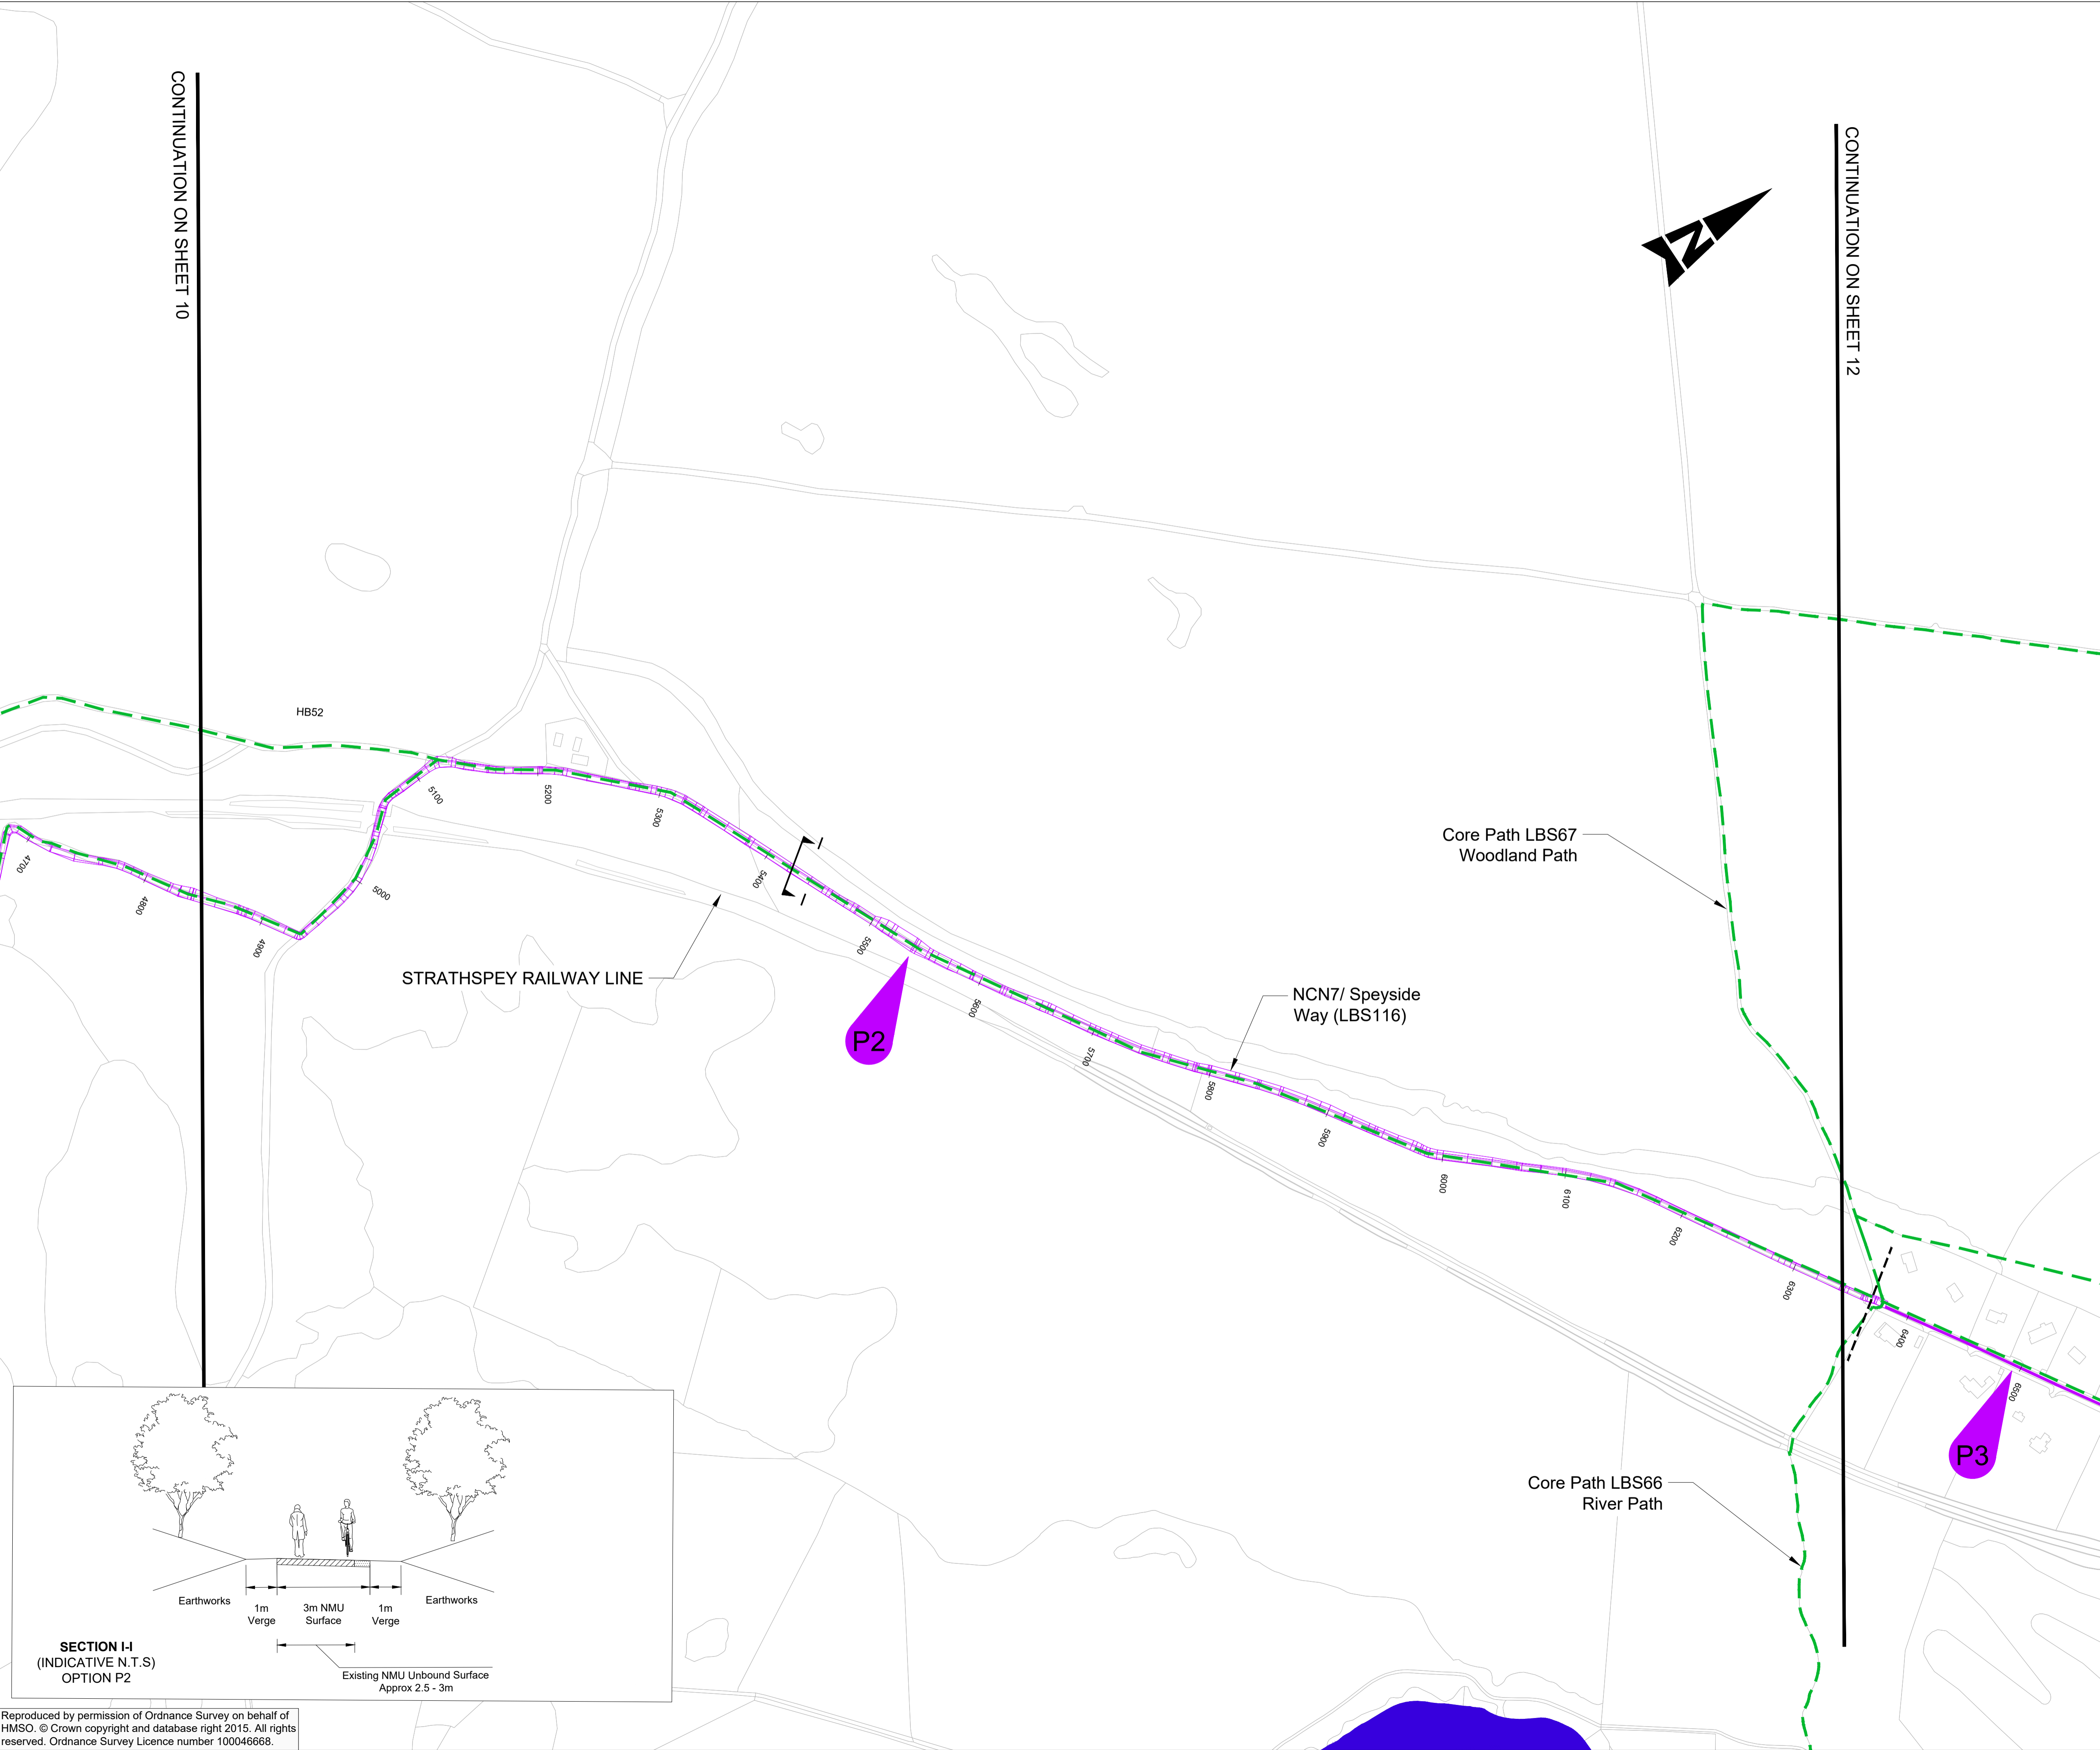 CONTINUATION ON SHEET 10
CONTINUATION ON SHEET 12
N
HB52
4700
4800
4900
5000
5100
5200
5300
5400
I
I
5500
5600
5700
5800
5900
6000
6100
6200
6300
6400
6500
Core Path LBS67
Woodland Path
STRATHSPEY RAILWAY LINE
NCN7/ Speyside
Way (LBS116)
P2
P3
Core Path LBS66
River Path
Earthworks
1m
Verge
3m NMU
Surface
1m
Verge
Earthworks
SECTION I-I
(INDICATIVE N.T.S)
OPTION P2
Existing NMU Unbound Surface
Approx 2.5 - 3m
Reproduced by permission of Ordnance Survey on behalf of
HMSO. © Crown copyright and database right 2015. All rights
reserved. Ordnance Survey Licence number 100046668.